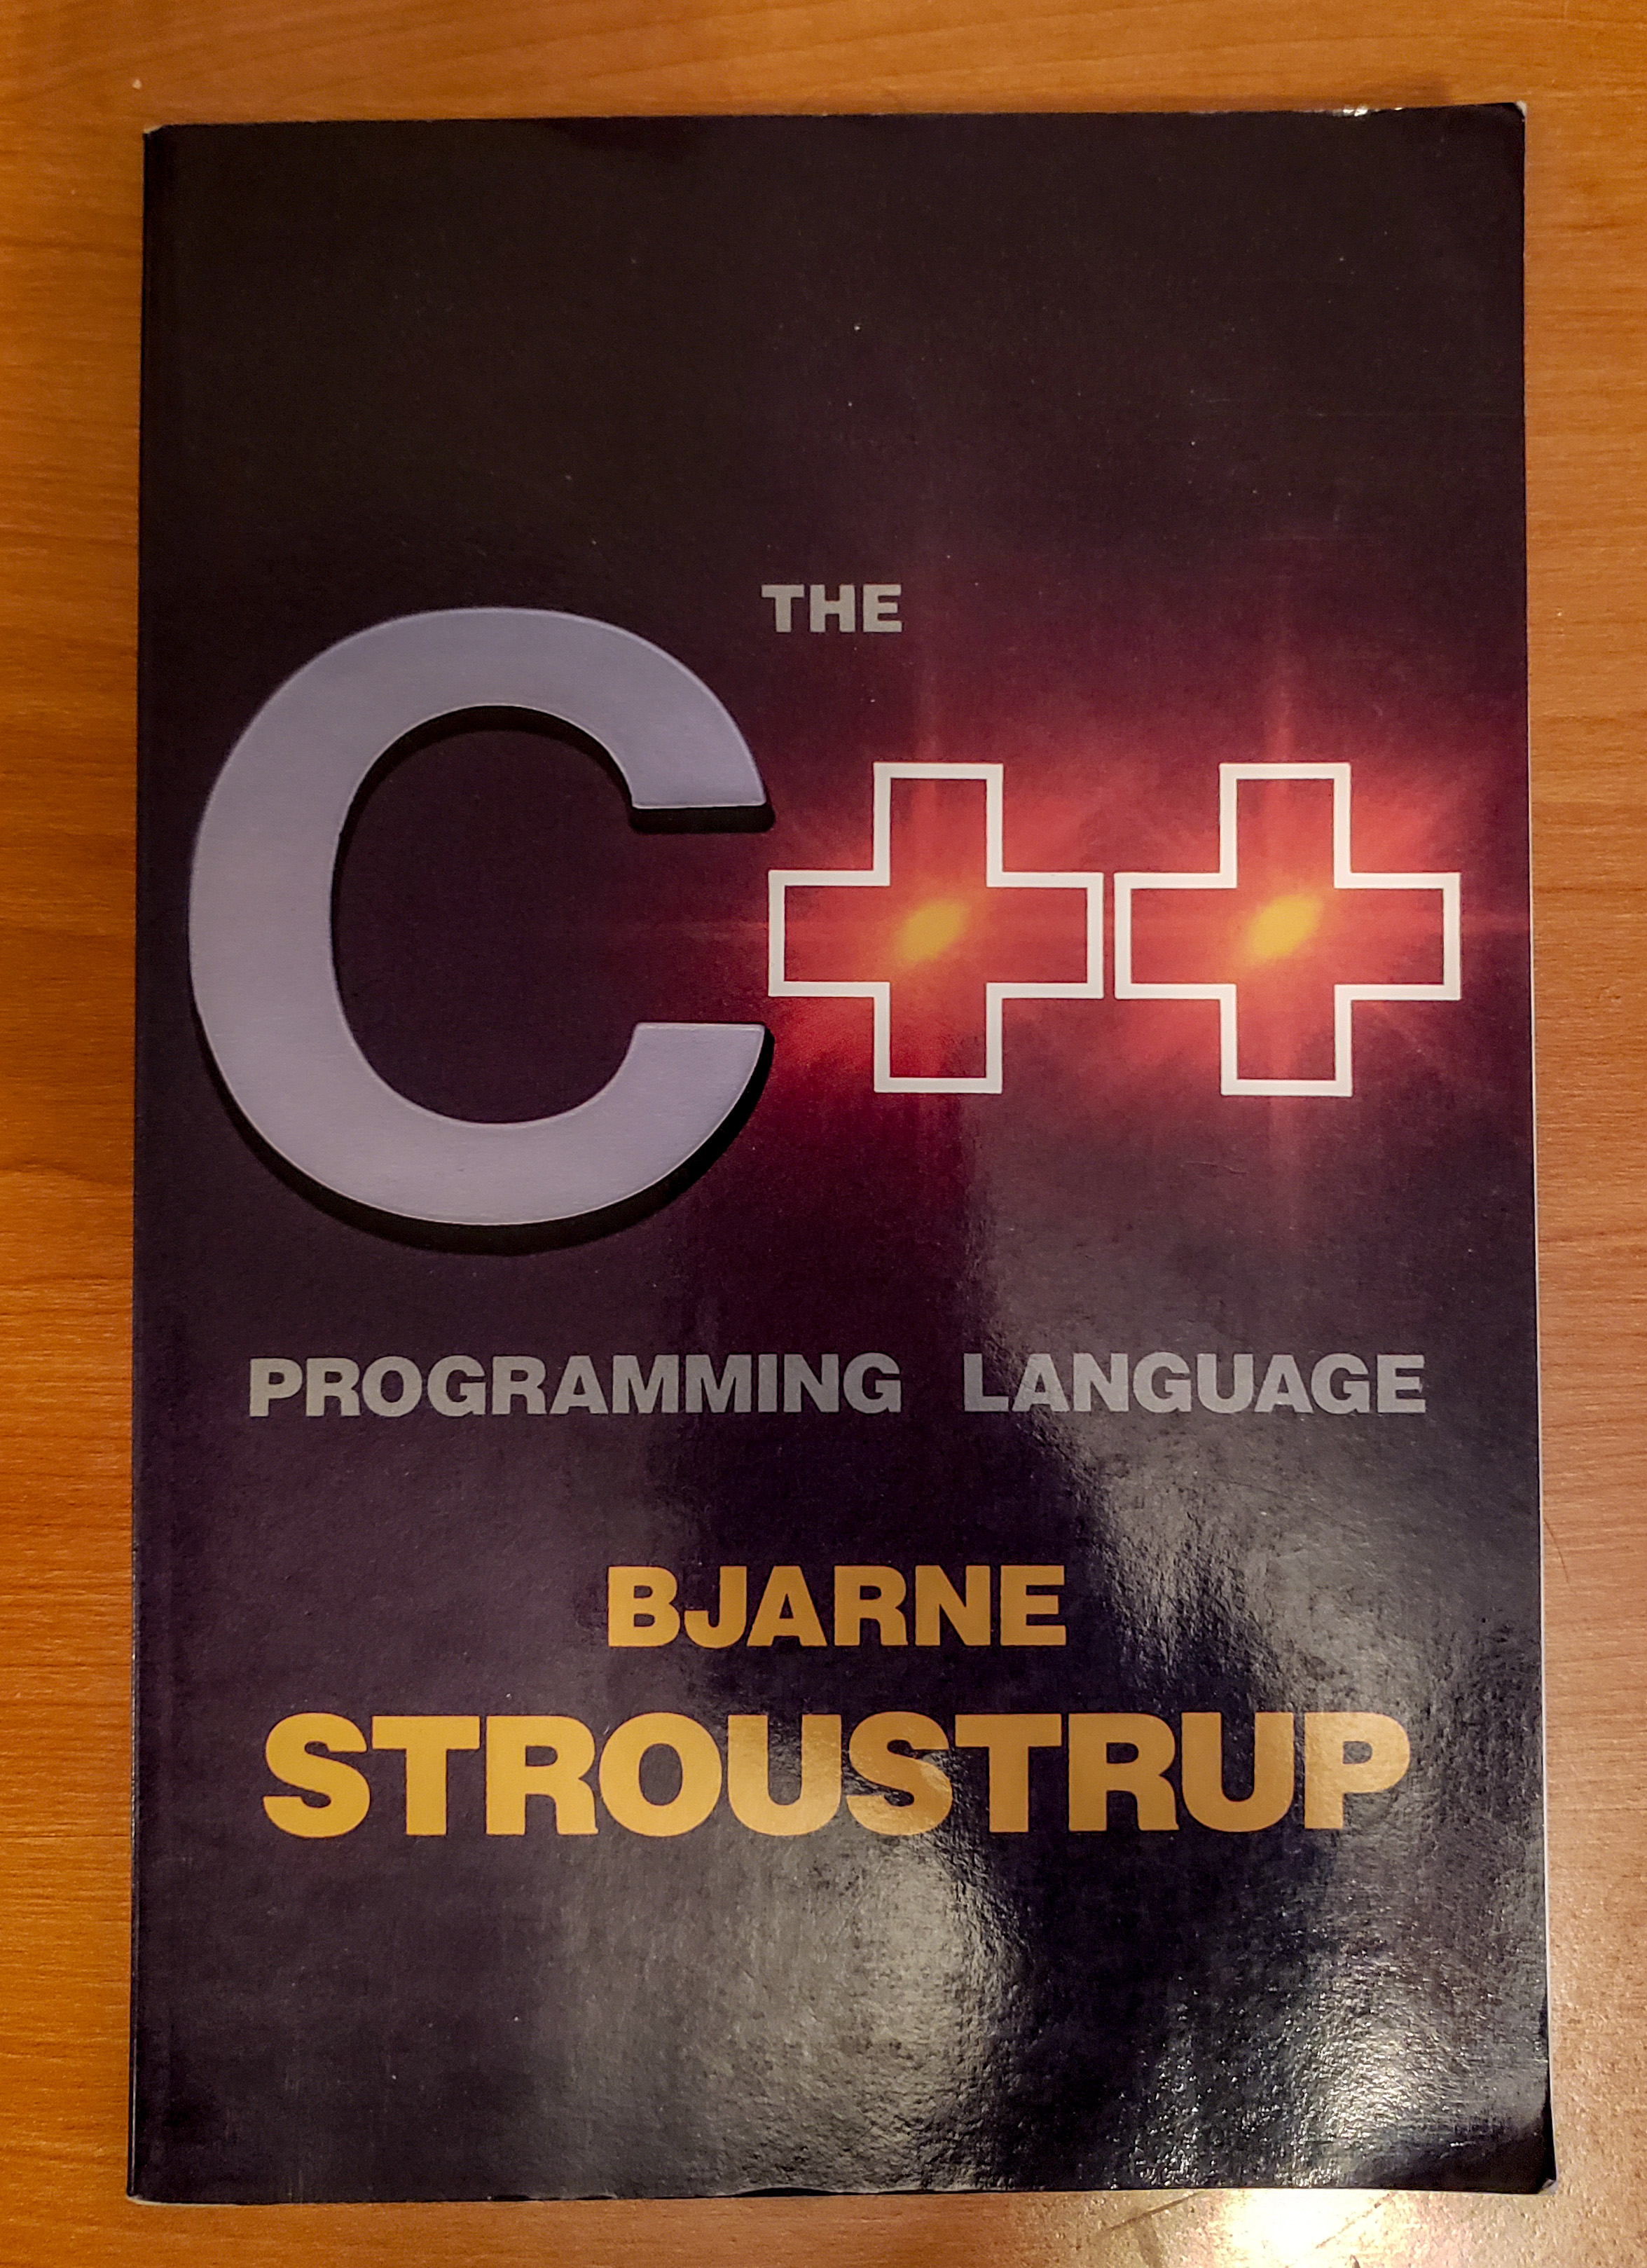 THE
C++
PROGRAMMING LANGUAGE
BJARNE
STROUSTRUP